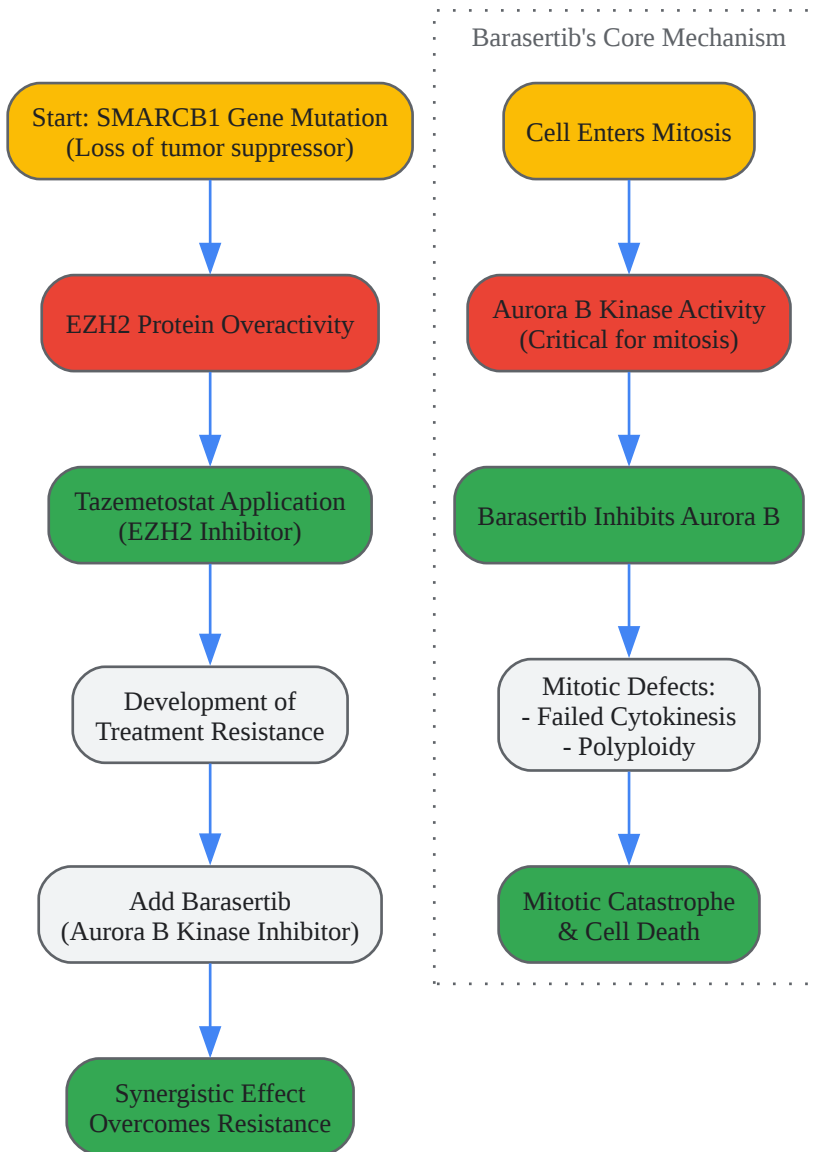 Barasertib's Core Mechanism
Start: SMARCB1 Gene Mutation
(Loss of tumor suppressor)
EZH2 Protein Overactivity
Tazemetostat Application
(EZH2 Inhibitor)
Development of
Treatment Resistance
Add Barasertib
(Aurora B Kinase Inhibitor)
Synergistic Effect
Overcomes Resistance
Cell Enters Mitosis
Aurora B Kinase Activity
(Critical for mitosis)
Barasertib Inhibits Aurora B
Mitotic Defects:
- Failed Cytokinesis
- Polyploidy
Mitotic Catastrophe
& Cell Death